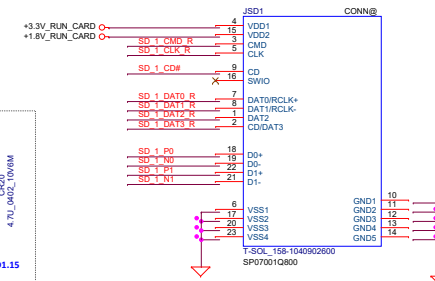 JSD1 CONN@
+3.3V_RUN_CARD 4 VDD1
+1.8V_RUN_CARD 15 VDD2
SD_1_CMD_R 3 CMD
SD_1_CLK_R 5 CLK
SD_1_CD# 9 CD
16 SWIO
SD_1_DAT0_R 7 DAT0/RCLK+
SD_1_DAT1_R 8 DAT1/RCLK-
SD_1_DAT2_R 1 DAT2
SD_1_DAT3_R 2 CD/DAT3
SD_1_P0 18 D0+
SD_1_N0 19 D0-
SD_1_P1 22 D1+
SD_1_N1 21 D1-
6 VSS1 GND1 10
17 VSS2 GND2 11
20 VSS3 GND3 12
23 VSS4 GND4 13
GND5 14
T-SOL_158-1040902600
SP07001Q800
4.7U_0402_10V6M